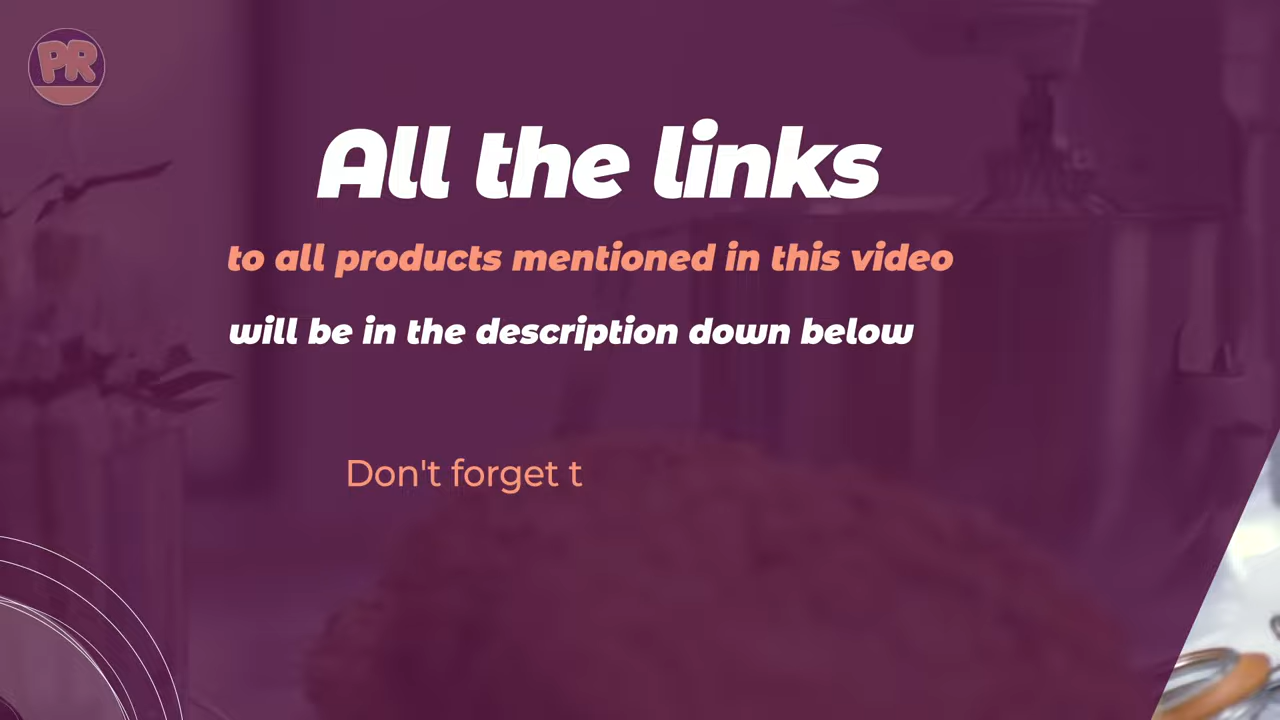 PR
All the links
to all products mentioned in this video
will be in the description down below
Don't forget t